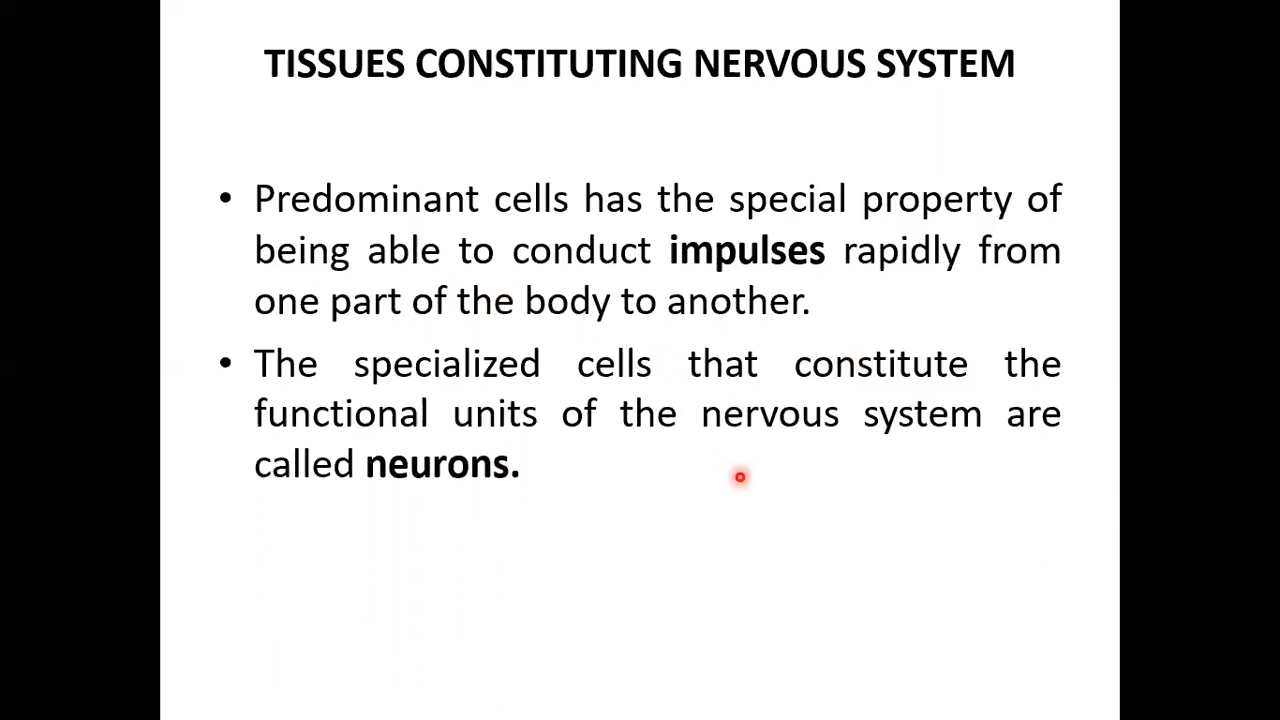 TISSUES CONSTITUTING NERVOUS SYSTEM
• Predominant cells has the special property of
being able to conduct impulses rapidly from
one part of the body to another.
• The specialized cells that constitute the
functional units of the nervous system are
called neurons.